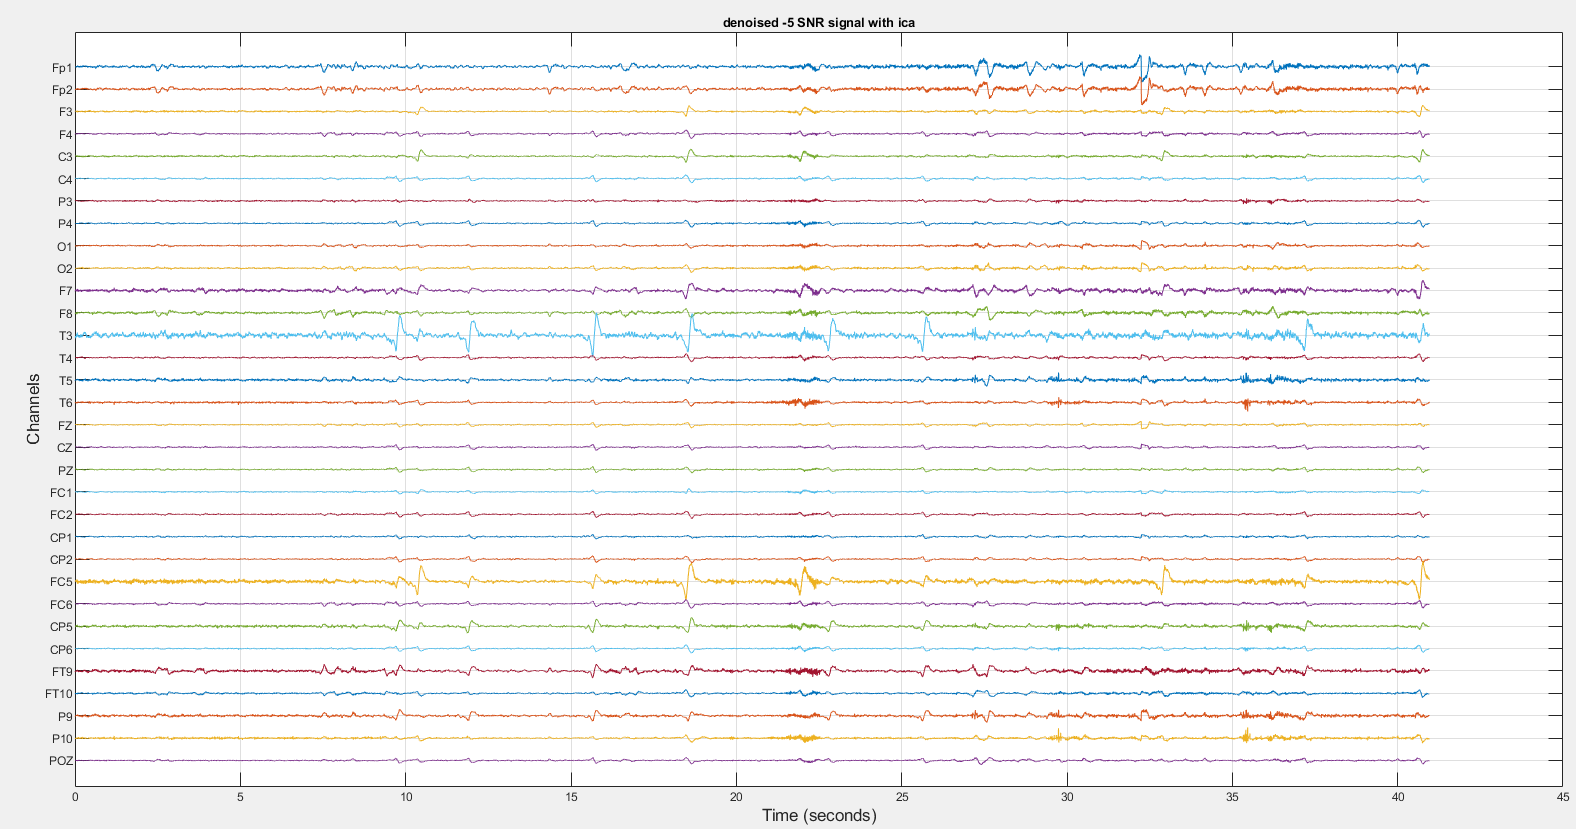 denoised -5 SNR signal with ica
Fp1
Fp2
F3
F4
C3
C4
P3
P4
O1
O2
F7
F8
T3
T4
T5
T6
FZ
CZ
PZ
FC1
FC2
CP1
CP2
FC5
FC6
CP5
CP6
FT9
FT10
P9
P10
POZ
Channels
0 5 10 15 20 25 30 35 40 45
Time (seconds)